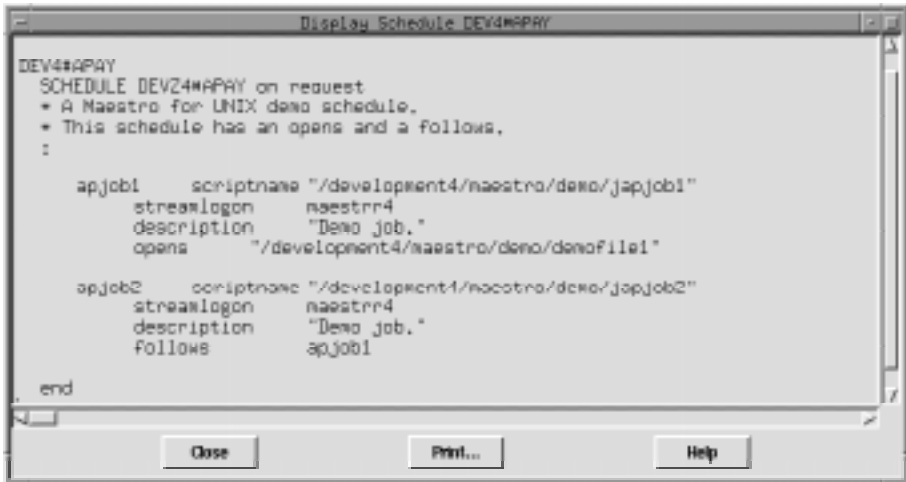 Display Schedule DEV4#APAY
DEV4#APAY
SCHEDULE DEVZ4#APAY on request
* A Maestro for UNIX demo schedule.
* This schedule has an opens and a follows.
:
apjob1 scriptname "/development4/maestro/demo/japjob1"
streamlogon maestrr4
description "Demo job."
opens "/development4/maestro/demo/demofile1"
apjob2 scriptname "/development4/maestro/demo/japjob2"
streamlogon maestrr4
description "Demo job."
follows apjob1
end
Close Print... Help